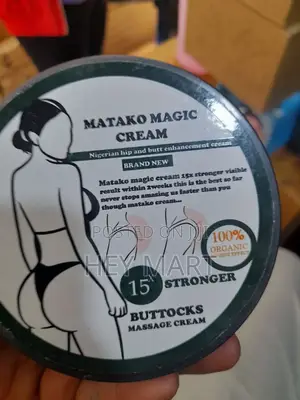 MATAKO MAGIC
CREAM
Nigerian hip and butt enhancement cream
BRAND NEW
Matako magic cream 15x stronger visible
result within 2weeks this is the best so far
never stops amazing us faster than you
though matako cream...
POSTED ON
HEY MART
100%
ORGANIC
15
STRONGER
BUTTOCKS
MASSAGE CREAM